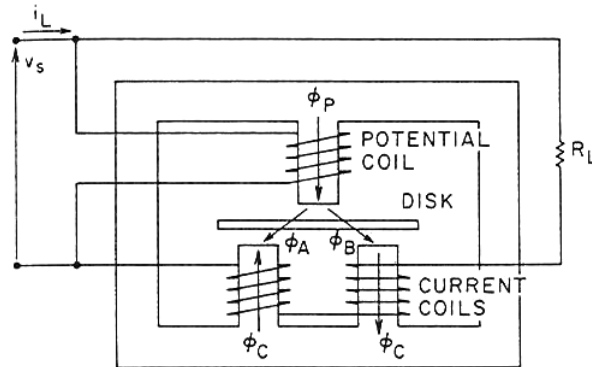 i_L
v_s
ϕ_P
POTENTIAL
COIL
R_L
DISK
ϕ_A
ϕ_B
CURRENT
COILS
ϕ_C
ϕ_C